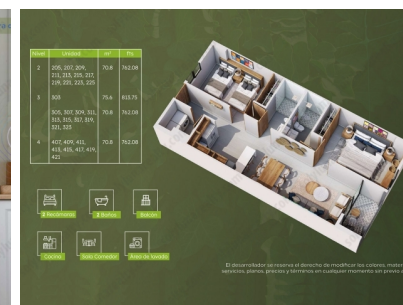 Nivel Unidad m² Ft²
2 205, 207, 209, 70.8 762.08
211, 213, 215, 217,
219, 221, 223, 225
3 303 75.6 813.75
305, 307, 309, 311, 70.8 762.08
313, 315, 317, 319,
321, 323
4 407, 409, 411, 70.8 762.08
413, 415, 417, 419,
421
2 Recámaras 2 Baños Balcón
Cocina Sala Comedor Área de lavado
El desarrollador se reserva el derecho de modificar los colores,
servicios, planos, precios y términos en cualquier momento sin previo